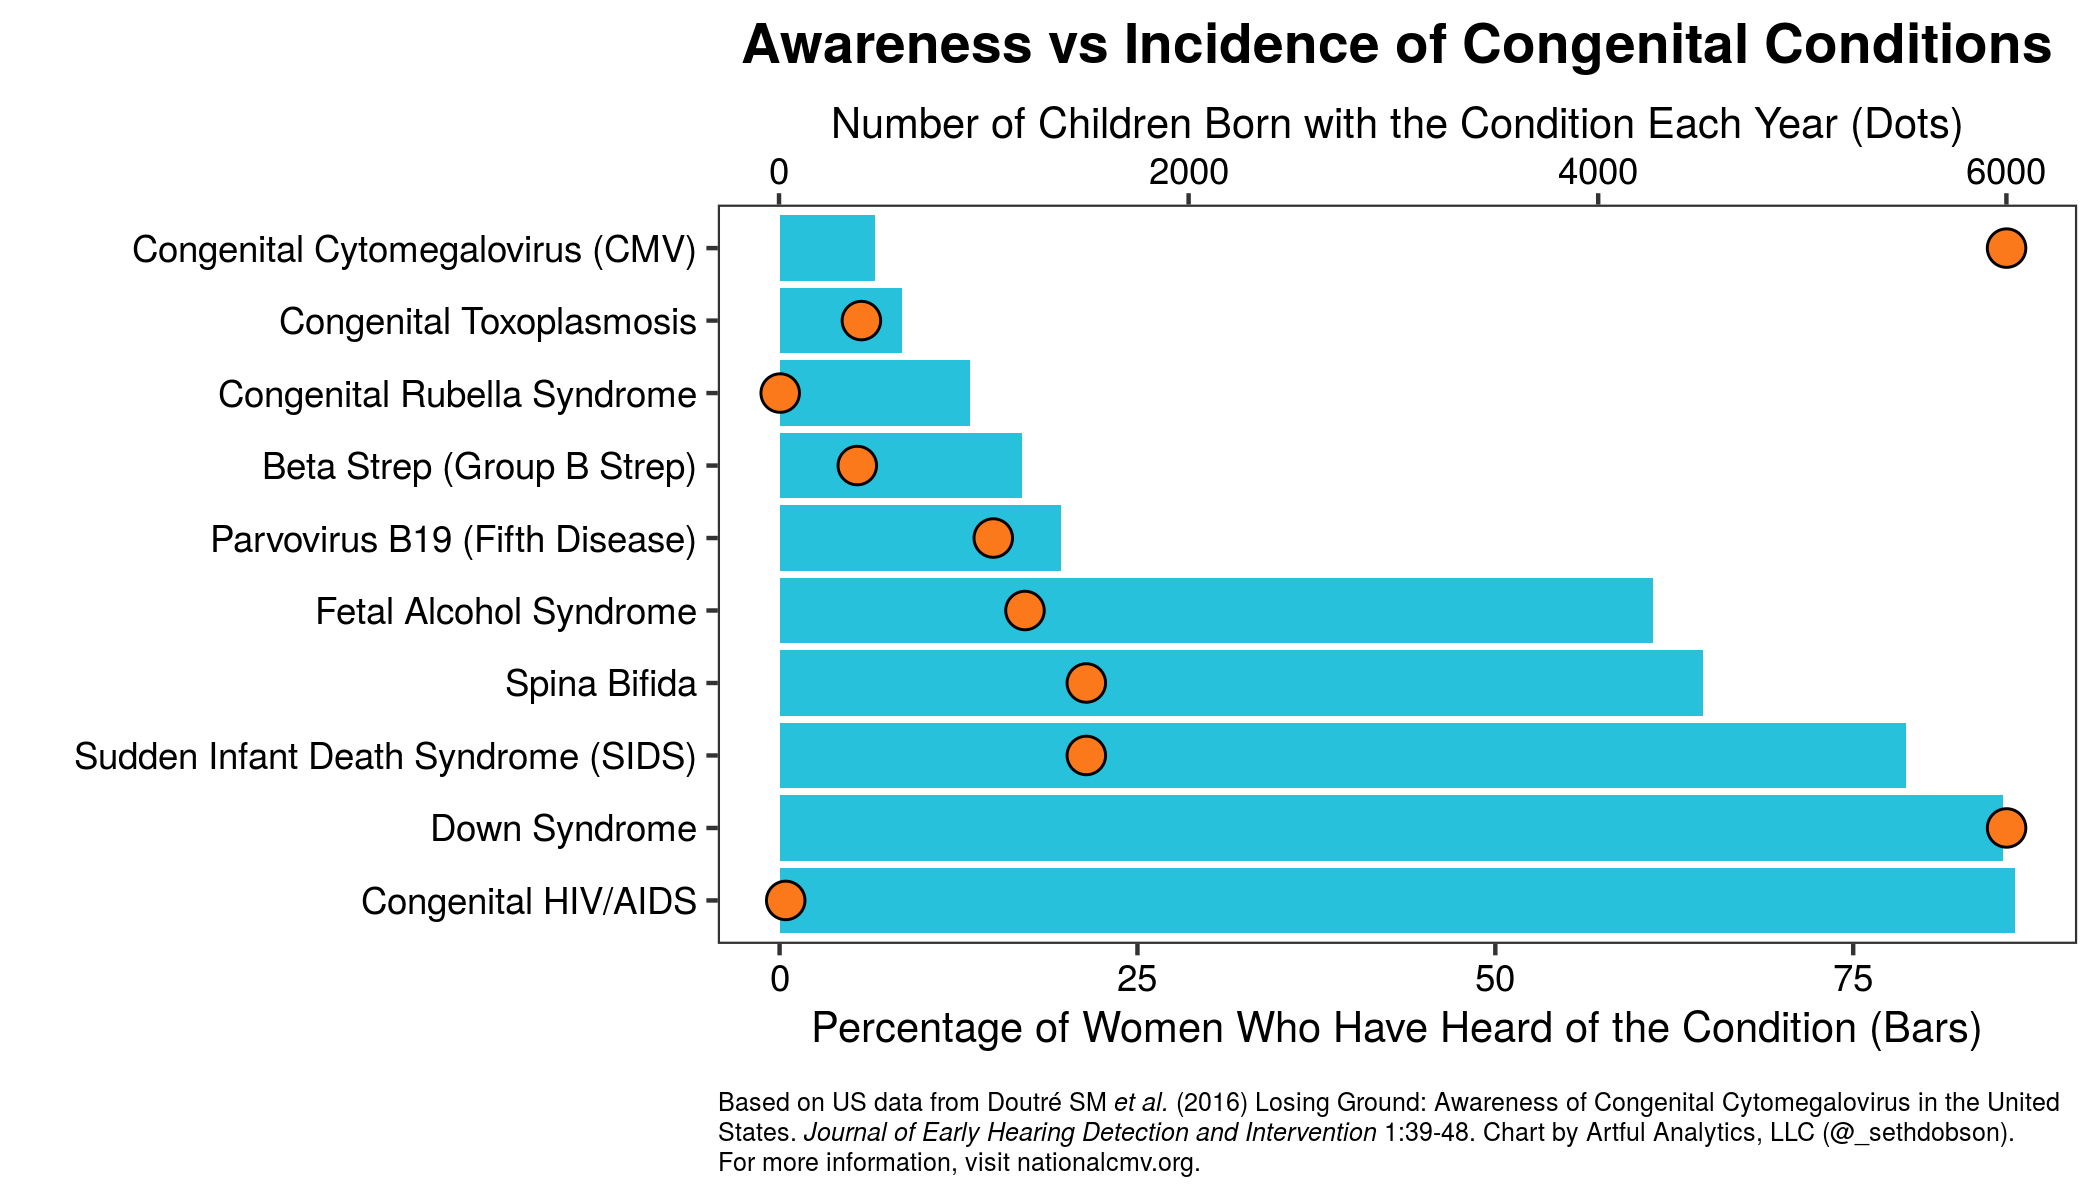 Awareness vs Incidence of Congenital Conditions
Number of Children Born with the Condition Each Year (Dots)
0 2000 4000 6000
Congenital Cytomegalovirus (CMV)
Congenital Toxoplasmosis
Congenital Rubella Syndrome
Beta Strep (Group B Strep)
Parvovirus B19 (Fifth Disease)
Fetal Alcohol Syndrome
Spina Bifida
Sudden Infant Death Syndrome (SIDS)
Down Syndrome
Congenital HIV/AIDS
0 25 50 75
Percentage of Women Who Have Heard of the Condition (Bars)
Based on US data from Doutré SM et al. (2016) Losing Ground: Awareness of Congenital Cytomegalovirus in the United
States. Journal of Early Hearing Detection and Intervention 1:39-48. Chart by Artful Analytics, LLC (@_sethdobson).
For more information, visit nationalcmv.org.